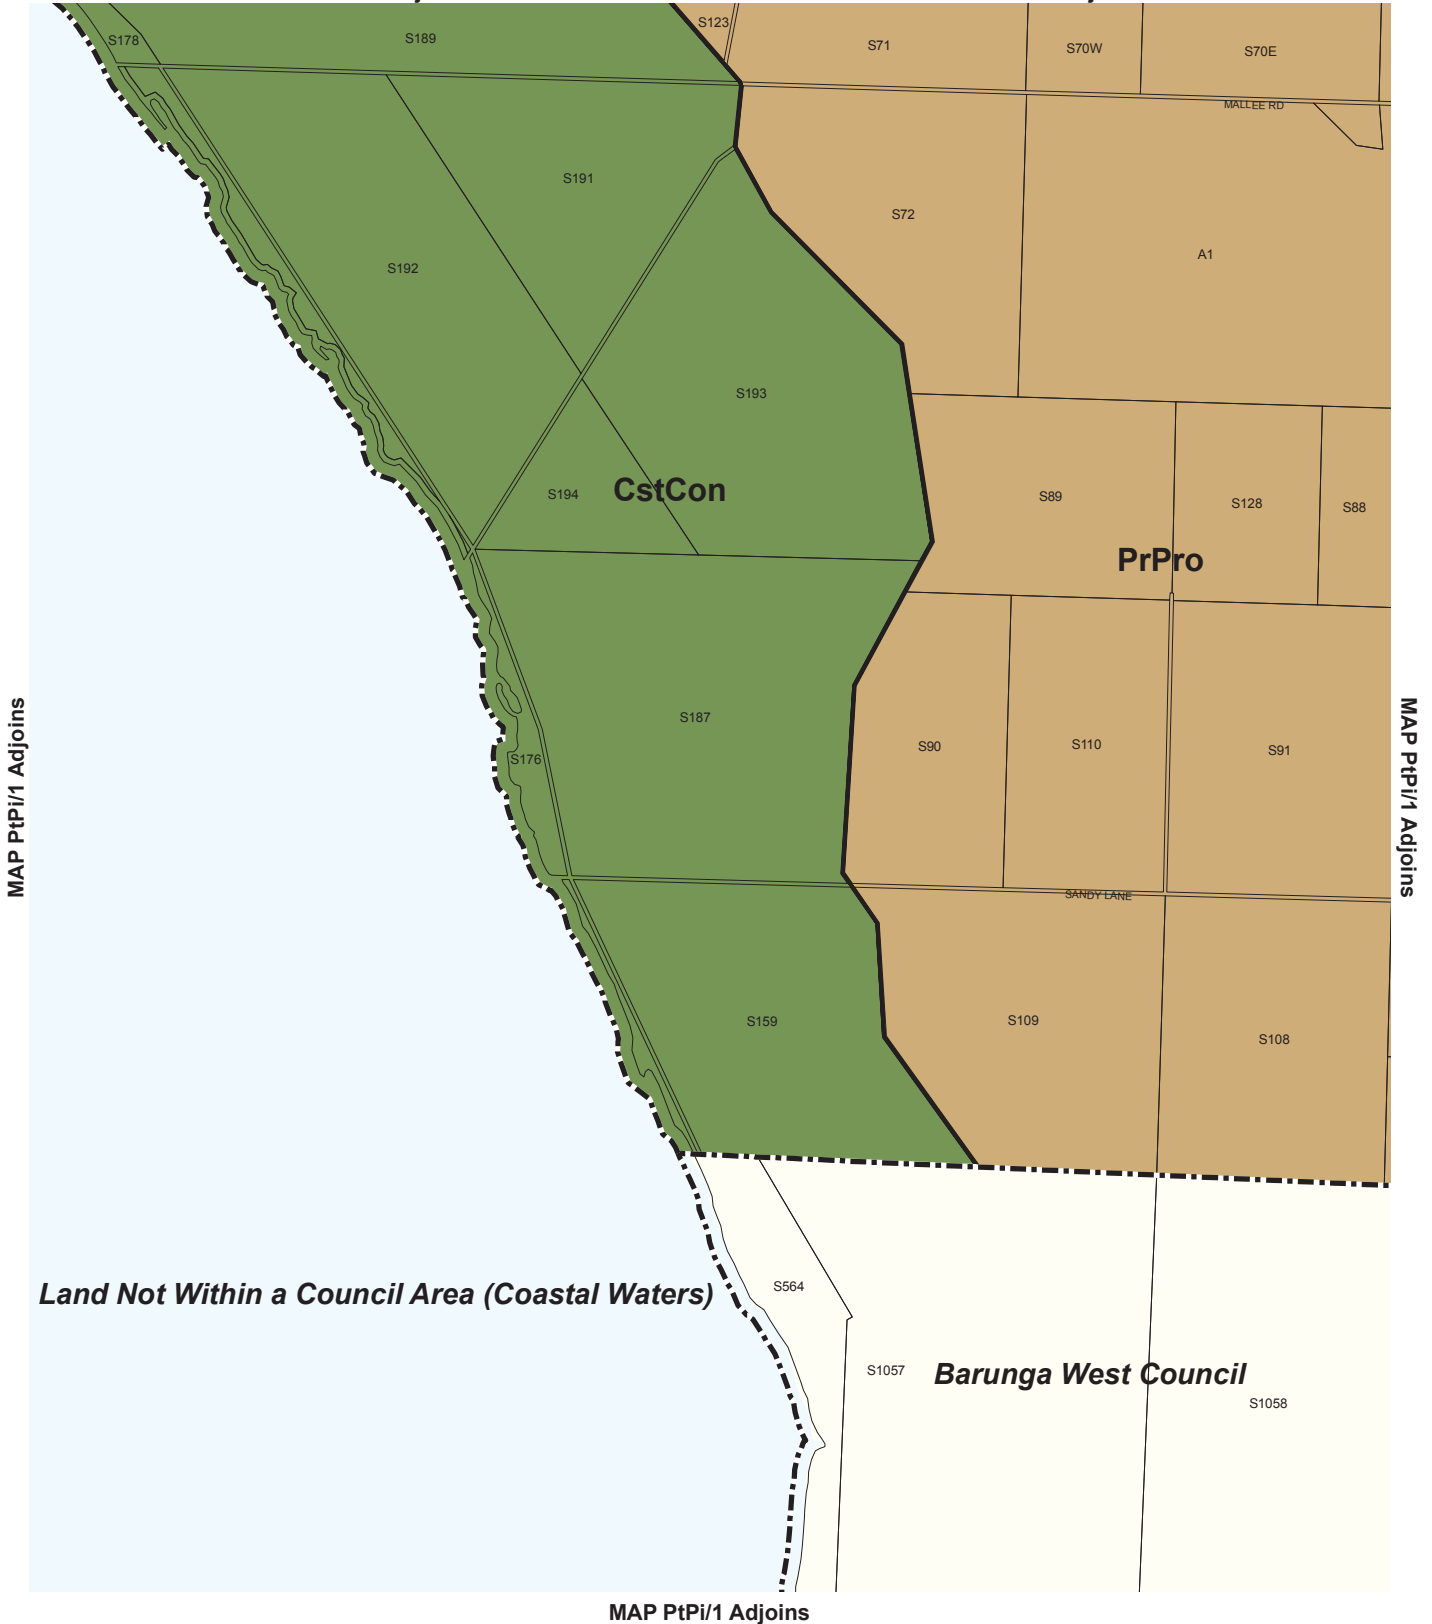 S123
S178
S189
S71
S70W
S70E
MALLEE RD
S191
S72
S192
A1
S193
S194
CstCon
S89
S128
S88
PrPro
MAP PtPi/1 Adjoins
S187
S176
S90
S110
S91
MAP PtPi/1 Adjoins
SANDY LANE
S159
S109
S108
Land Not Within a Council Area (Coastal Waters)
S564
S1057
Barunga West Council
S1058
MAP PtPi/1 Adjoins